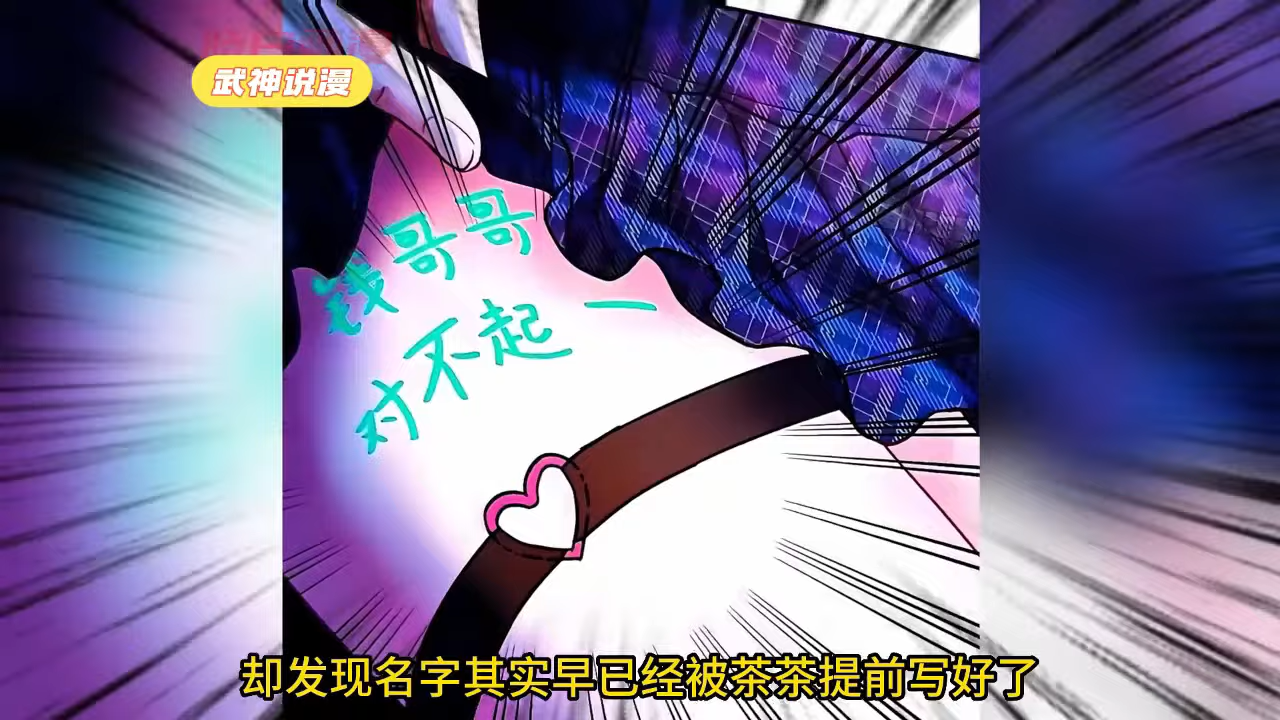 武神说漫
钱哥哥
对不起一
却发现名字其实早已经被茶茶提前写好了